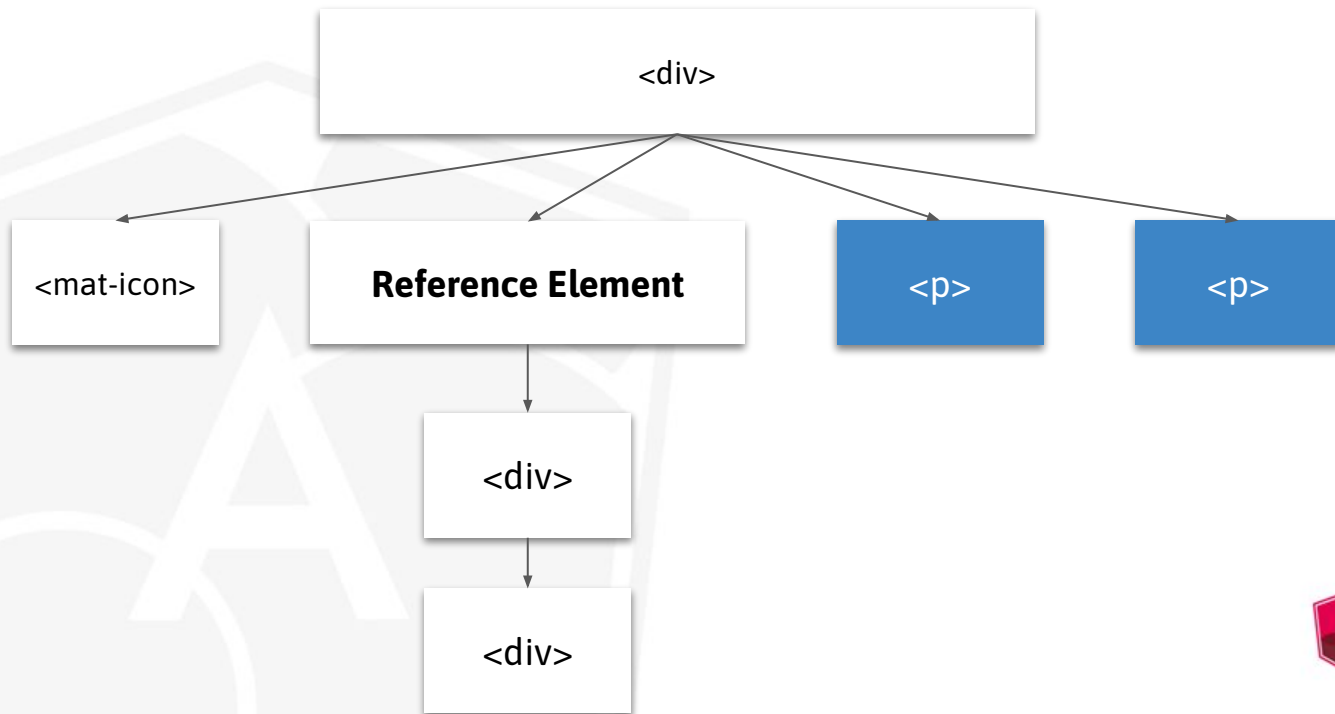 <div>
<mat-icon>
Reference Element
<p>
<p>
<div>
<div>